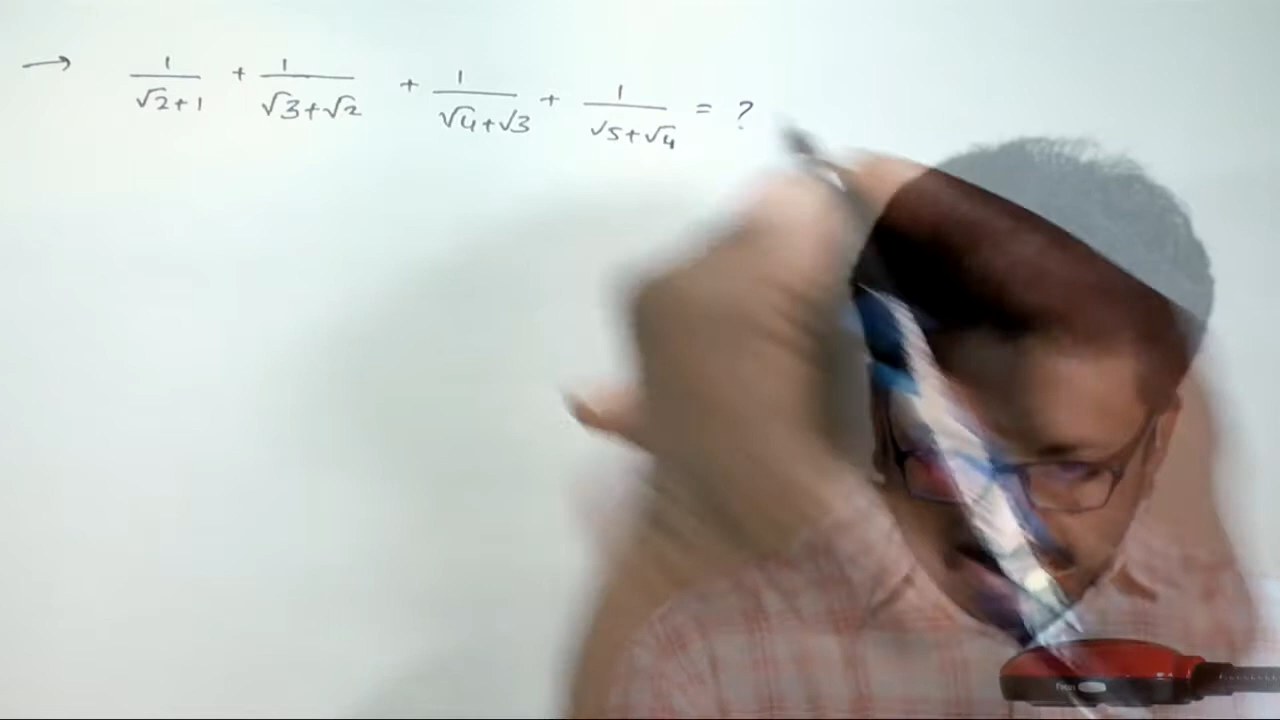 → 1/(√2+1) + 1/(√3+√2) + 1/(√4+√3) + 1/(√5+√4) = ?